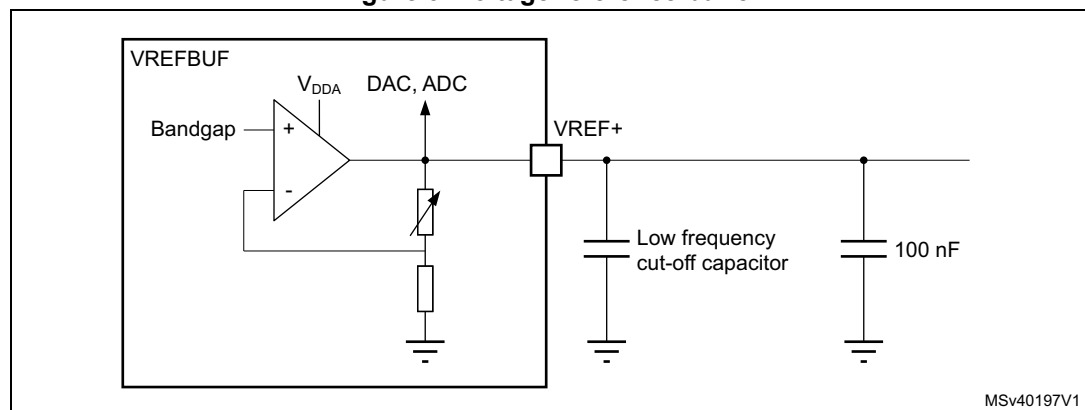 VREFBUF
VDDA
DAC, ADC
Bandgap
+
-
VREF+
Low frequency
cut-off capacitor
100 nF
MSv40197V1